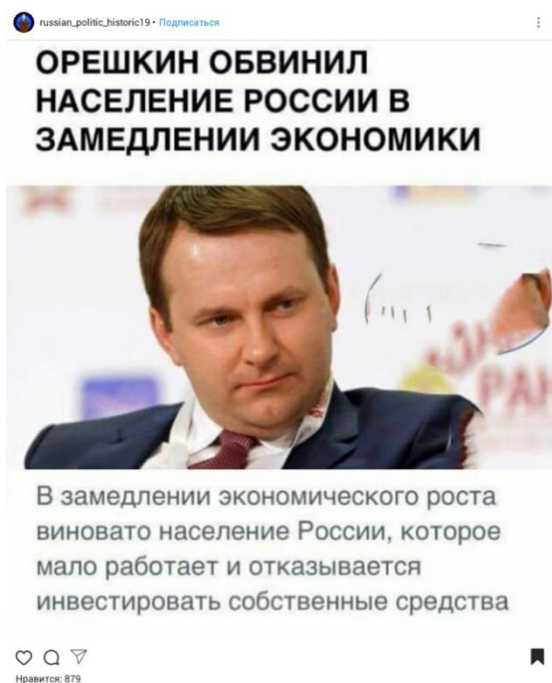 russian_politic_historic19 • Подписаться
ОРЕШКИН ОБВИНИЛ
НАСЕЛЕНИЕ РОССИИ В
ЗАМЕДЛЕНИИ ЭКОНОМИКИ
РАН
В замедлении экономического роста
виновато население России, которое
мало работает и отказывается
инвестировать собственные средства
Нравится: 879